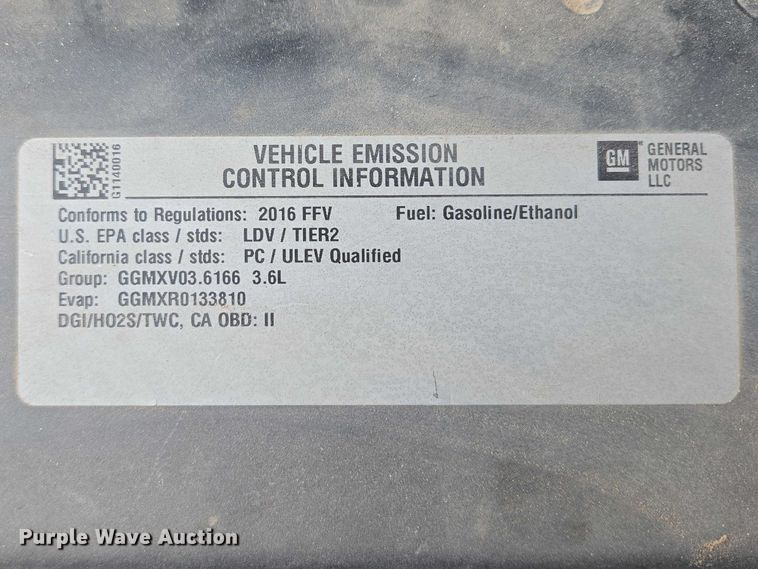 G1140016
VEHICLE EMISSION
CONTROL INFORMATION
GM
GENERAL
MOTORS
LLC
Conforms to Regulations: 2016 FFV Fuel: Gasoline/Ethanol
U.S. EPA class / stds: LDV / TIER2
California class / stds: PC / ULEV Qualified
Group: GGMXV03.6166 3.6L
Evap: GGMXR0133810
DGI/HO2S/TWC, CA OBD: II
Purple Wave Auction